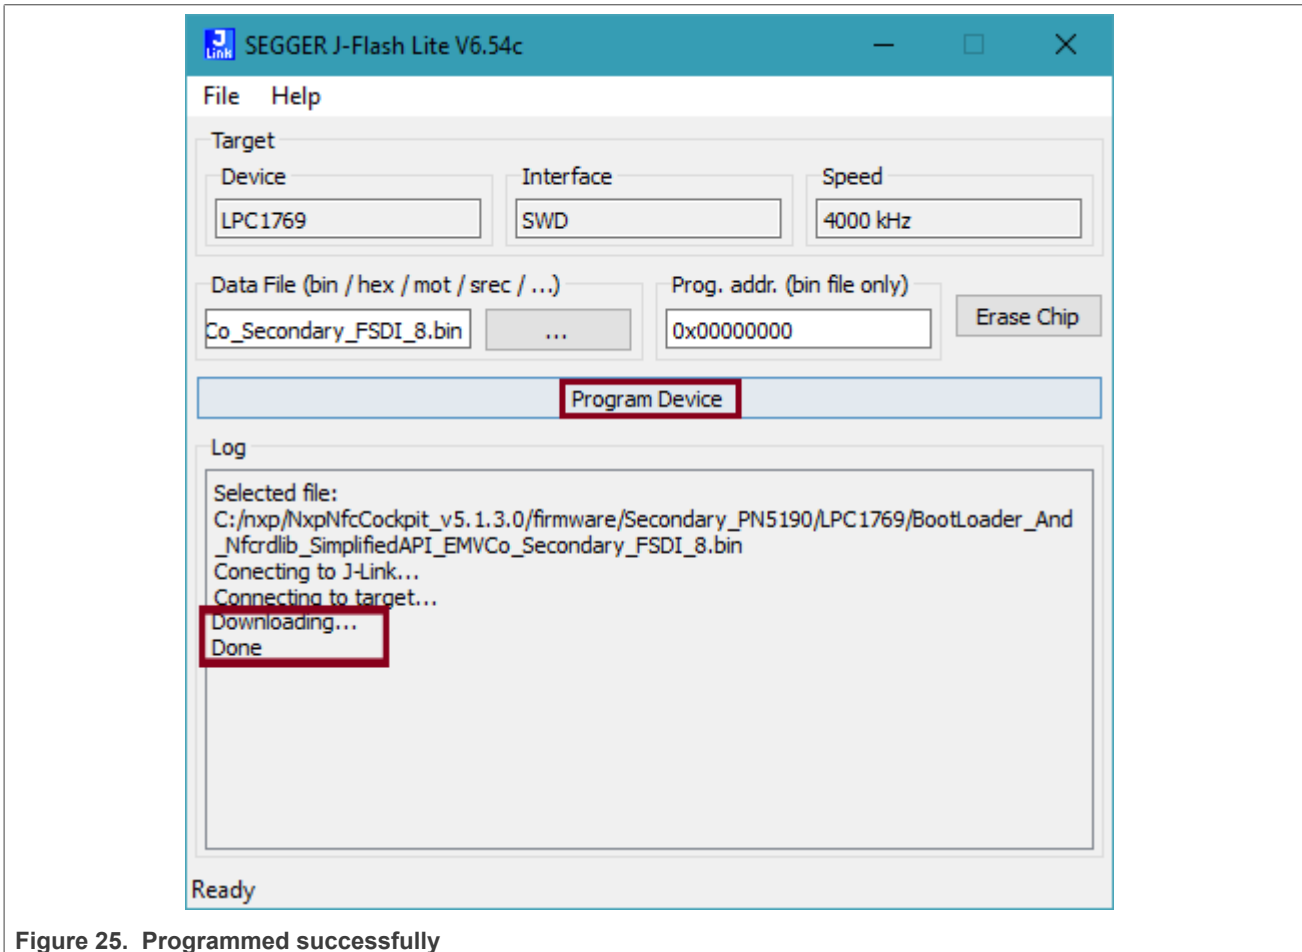 J
Link
SEGGER J-Flash Lite V6.54c
File Help
Target
Device Interface Speed
LPC1769 SWD 4000 kHz
Data File (bin / hex / mot / srec / ...) Prog. addr. (bin file only)
Co_Secondary_FSDI_8.bin ... 0x00000000 Erase Chip
Program Device
Log
Selected file:
C:/nxp/NxpNfcCockpit_v5.1.3.0/firmware/Secondary_PN5190/LPC1769/BootLoader_And
_Nfcrdlib_SimplifiedAPI_EMVCo_Secondary_FSDI_8.bin
Conecting to J-Link...
Connecting to target...
Downloading...
Done
Ready
Figure 25. Programmed successfully